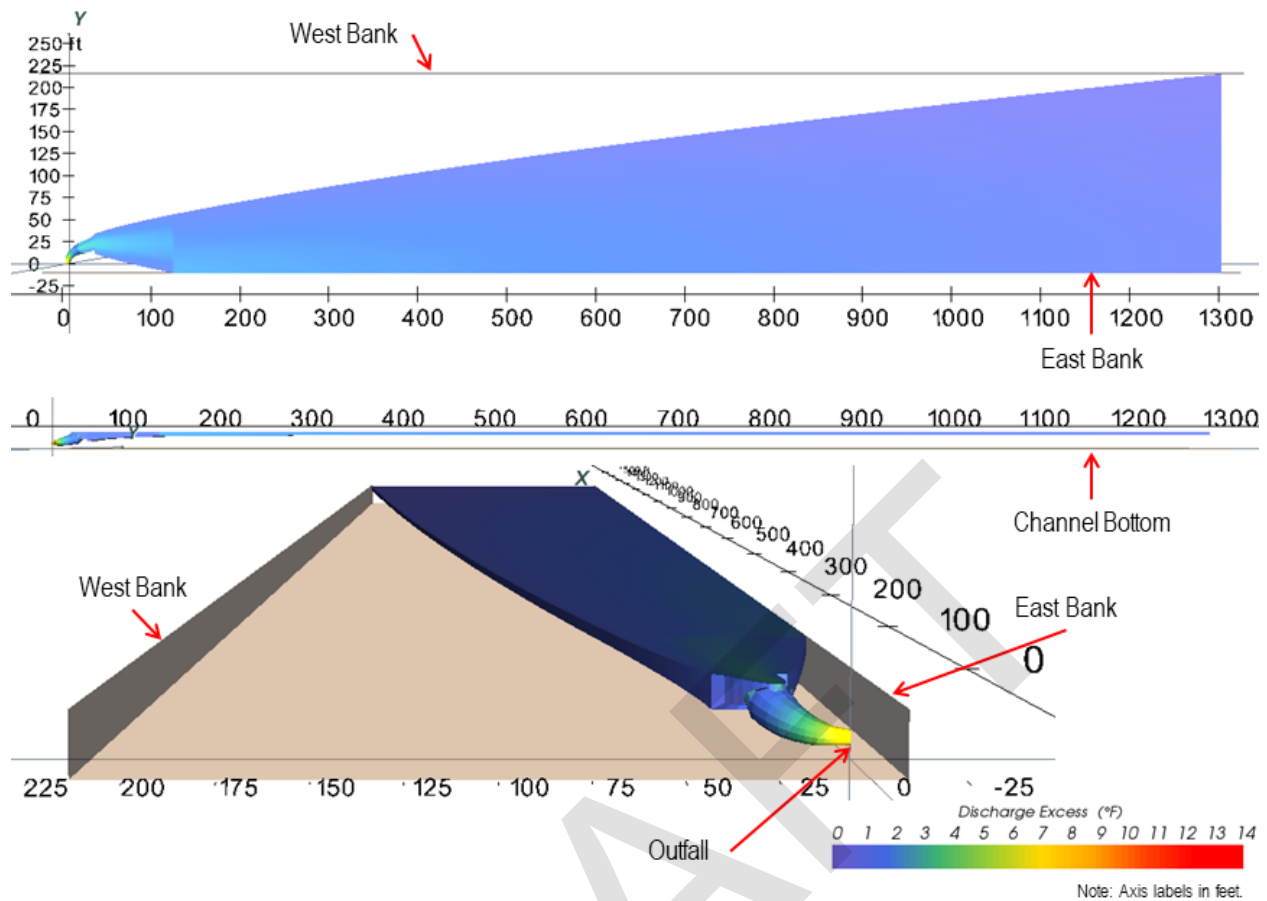 Y
250 ft
West Bank
225
200
175
150
125
100
75
50
25
0
-25
0 100 200 300 400 500 600 700 800 900 1000 1100 1200 1300
East Bank
0 100 200 300 400 500 600 700 800 900 1000 1100 1200 1300
Y
X
800
700
600
500
400
300
200
100
0
Channel Bottom
West Bank
East Bank
225 200 175 150 125 100 75 50 25 0 -25
Outfall
Discharge Excess (°F)
0 1 2 3 4 5 6 7 8 9 10 11 12 13 14
Note: Axis labels in feet.